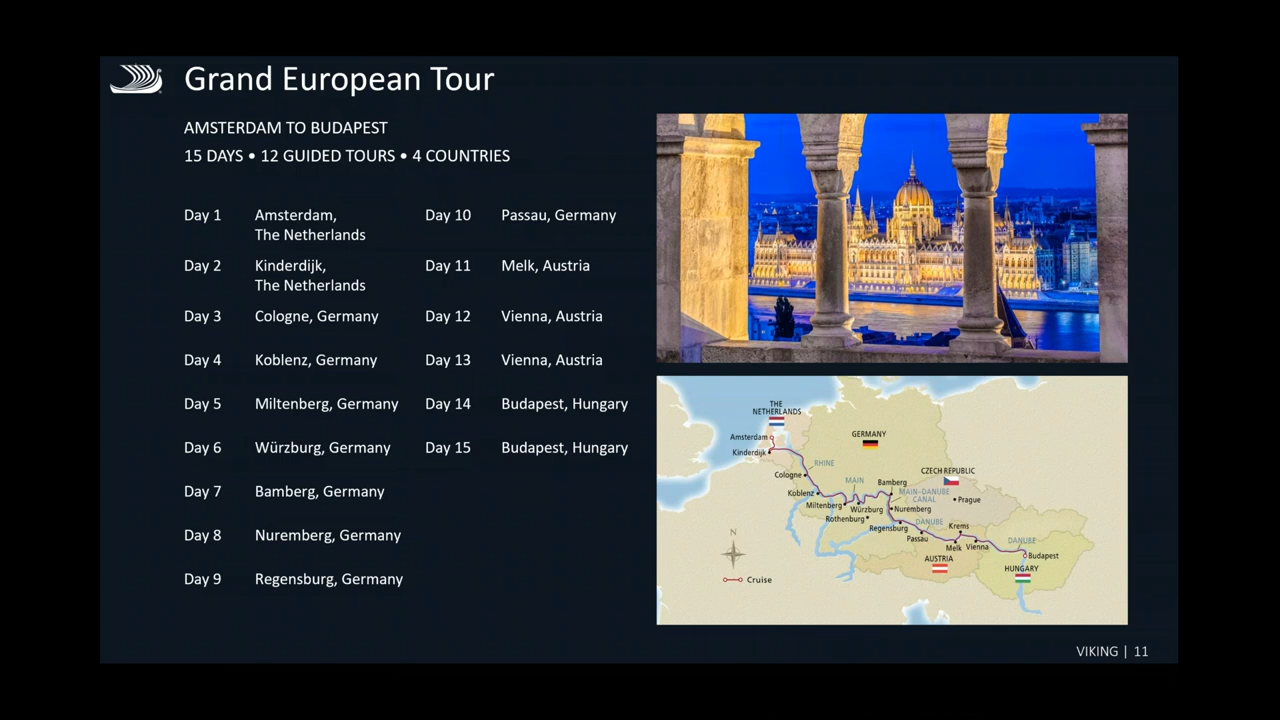 Grand European Tour
AMSTERDAM TO BUDAPEST
15 DAYS • 12 GUIDED TOURS • 4 COUNTRIES
Day 1 Amsterdam,
The Netherlands
Day 2 Kinderdijk,
The Netherlands
Day 3 Cologne, Germany
Day 4 Koblenz, Germany
Day 5 Miltenberg, Germany
Day 6 Würzburg, Germany
Day 7 Bamberg, Germany
Day 8 Nuremberg, Germany
Day 9 Regensburg, Germany
Day 10 Passau, Germany
Day 11 Melk, Austria
Day 12 Vienna, Austria
Day 13 Vienna, Austria
Day 14 Budapest, Hungary
Day 15 Budapest, Hungary
THE
NETHERLANDS
Amsterdam
Kinderdijk
GERMANY
RHINE
Cologne
CZECH REPUBLIC
MAIN
Bamberg
Koblenz
MAIN-DANUBE
CANAL
Prague
Miltenberg
Würzburg
Nuremberg
Rothenburg
Regensburg
DANUBE
Krems
Passau
Melk
Vienna
DANUBE
Budapest
AUSTRIA
HUNGARY
N
Cruise
VIKING | 11